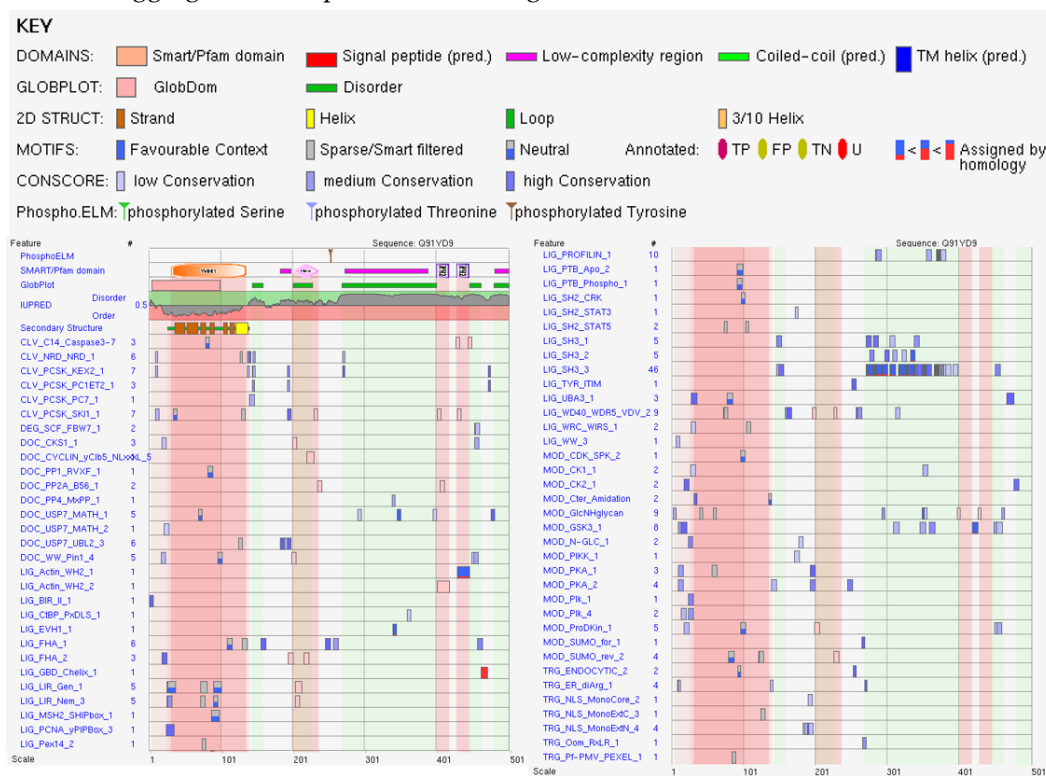 KEY
DOMAINS: Smart/Pfam domain Signal peptide (pred.) Low-complexity region Coiled-coil (pred.) TM helix (pred.)
GLOBPLOT: GlobDom Disorder
2D STRUCT: Strand Helix Loop 3/10 Helix
MOTIFS: Favourable Context Sparse/Smart filtered Neutral Annotated: TP FP TN U < < Assigned by
homology
CONSCORE: low Conservation medium Conservation high Conservation
Phospho.ELM: phosphorylated Serine phosphorylated Threonine phosphorylated Tyrosine
Feature # Sequence: Q91YD9
PhosphoELM
SMART/Pfam domain
GlobPlot
IUPRED 0.5 Disorder
Order
Secondary Structure
CLV_C14_Caspase3-7 3
CLV_NRD_NRD_1 6
CLV_PCSK_KEX2_1 7
CLV_PCSK_PC1ET2_1 3
CLV_PCSK_PC7_1 1
CLV_PCSK_SKI1_1 7
DEG_SCF_FBW7_1 2
DOC_CKS1_1 3
DOC_PP1_RVXF_1 1
DOC_PP2A_B56_1 2
DOC_PP4_MxPP_1 1
DOC_USP7_MATH_1 5
DOC_USP7_MATH_2 1
DOC_USP7_UBL2_3 6
DOC_WW_Pin1_4 5
LIG_Actin_WH2_1 1
LIG_Actin_WH2_2 1
LIG_BIR_II_1 1
LIG_CtBP_PxDLS_1 1
LIG_EVH1_1 1
LIG_FHA_1 6
LIG_FHA_2 3
LIG_GBD_Chelix_1 1
LIG_LIR_Gen_1 5
LIG_LIR_Nem_3 5
LIG_MSH2_SHIPbox_1 1
LIG_PCNA_yPIPBox_3 1
LIG_Pex14_2 1
Scale 1 101 201 301 401 501
Feature # Sequence: Q91YD9
LIG_PROFILIN_1 10
LIG_PTB_Apo_2 1
LIG_PTB_Phospho_1 1
LIG_SH2_CRK 1
LIG_SH2_STAT3 1
LIG_SH2_STAT5 2
LIG_SH3_1 5
LIG_SH3_2 5
LIG_SH3_3 46
LIG_TYR_ITIM 1
LIG_UBA3_1 3
LIG_WD40_WDR5_VDV_2 9
LIG_WRC_WIRS_1 2
LIG_WW_3 1
MOD_CDK_SPK_2 1
MOD_CK1_1 2
MOD_CK2_1 2
MOD_Cter_Amidation 2
MOD_GlcNHglycan 9
MOD_GSK3_1 8
MOD_N-GLC_1 2
MOD_PIKK_1 1
MOD_PKA_1 3
MOD_PKA_2 4
MOD_Plk_1 1
MOD_Plk_4 2
MOD_ProDKin_1 5
MOD_SUMO_for_1 1
MOD_SUMO_rev_2 4
TRG_ENDOCYTIC_2 2
TRG_ER_diArg_1 4
TRG_NLS_MonoCore_2 1
TRG_NLS_MonoExtC_3 1
TRG_NLS_MonoExtN_4 4
TRG_Oom_RxLR_1 1
TRG_Pf-PMV_PEXEL_1 1
Scale 1 101 201 301 401 501